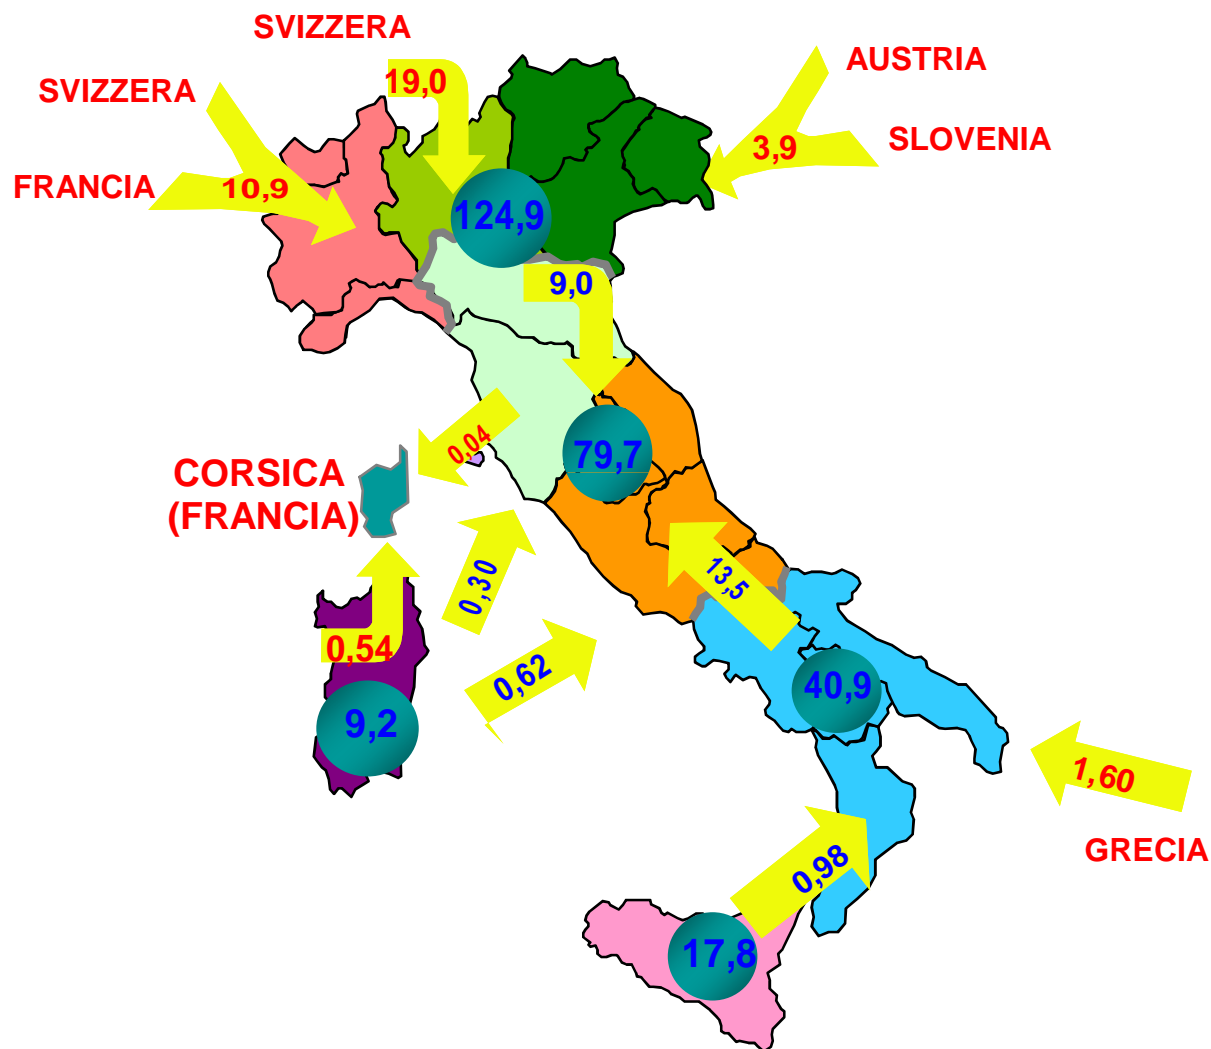 SVIZZERA
SVIZZERA
AUSTRIA
19,0
SLOVENIA
3,9
FRANCIA
10,9
124,9
9,0
0,04
79,7
CORSICA
(FRANCIA)
0,30
13,5
0,54
0,62
9,2
40,9
1,60
GRECIA
0,98
17,8